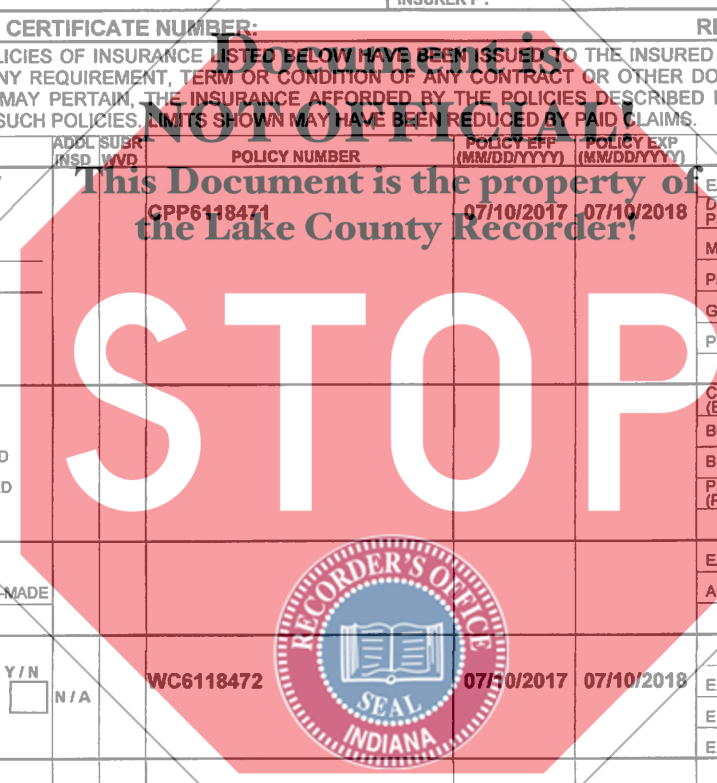 INSURER F :
CERTIFICATE NUMBER:
LICIES OF INSURANCE LISTED BELOW HAVE BEEN ISSUED TO THE INSURED
NY REQUIREMENT, TERM OR CONDITION OF ANY CONTRACT OR OTHER DO
MAY PERTAIN, THE INSURANCE AFFORDED BY THE POLICIES DESCRIBED
SUCH POLICIES. LIMITS SHOWN MAY HAVE BEEN REDUCED BY PAID CLAIMS.
Document is
NOT OFFICIAL!
This Document is the property of
the Lake County Recorder!
ADDL SUBR
INSD WVD
POLICY NUMBER
POLICY EFF
(MM/DD/YYYY)
POLICY EXP
(MM/DD/YYYY)
CPP6118471 07/10/2017 07/10/2018
STOP
-MADE
RECORDER'S OFFICE
SEAL
INDIANA
Y / N
N / A
WC6118472 07/10/2017 07/10/2018